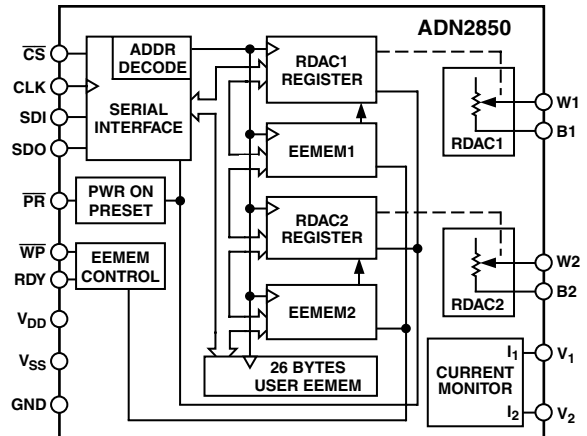 ADN2850
CS
CLK
SDI
SDO
PR
WP
RDY
VDD
VSS
GND
ADDR
DECODE
SERIAL
INTERFACE
PWR ON
PRESET
EEMEM
CONTROL
RDAC1
REGISTER
EEMEM1
RDAC2
REGISTER
EEMEM2
26 BYTES
USER EEMEM
RDAC1
W1
B1
RDAC2
W2
B2
I1
CURRENT
MONITOR
I2
V1
V2